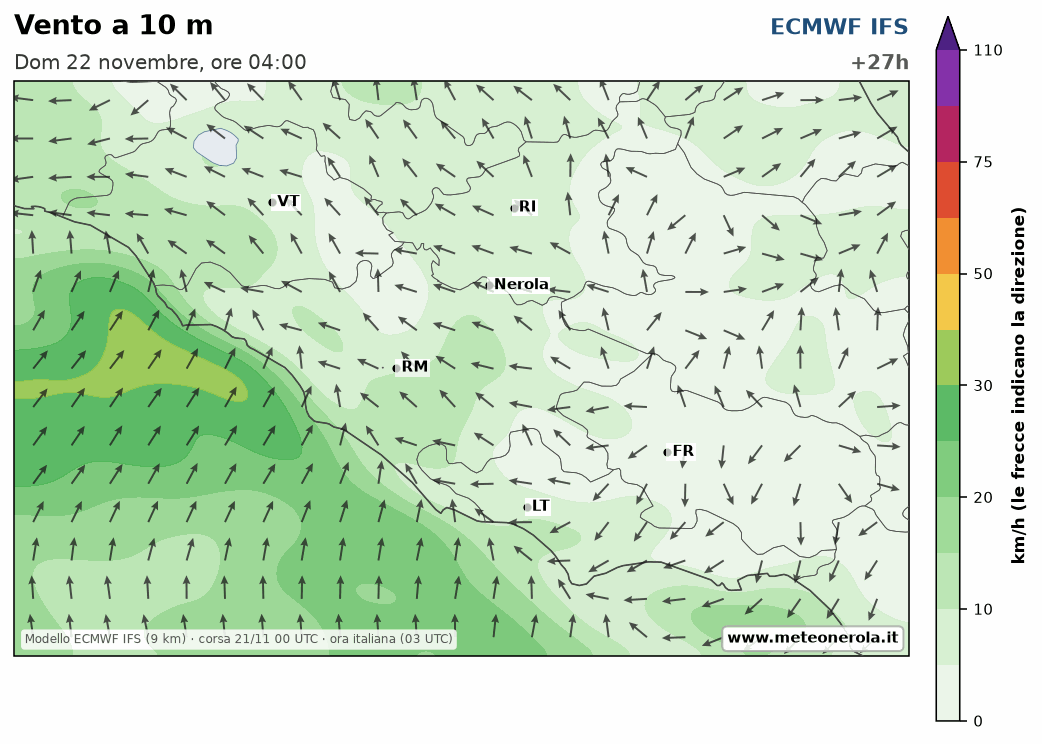 Vento a 10 m
ECMWF IFS
Dom 22 novembre, ore 04:00
+27h
VT
RI
Nerola
RM
FR
LT
Modello ECMWF IFS (9 km) · corsa 21/11 00 UTC · ora italiana (03 UTC)
www.meteonerola.it
110
75
50
30
20
10
0
km/h (le frecce indicano la direzione)